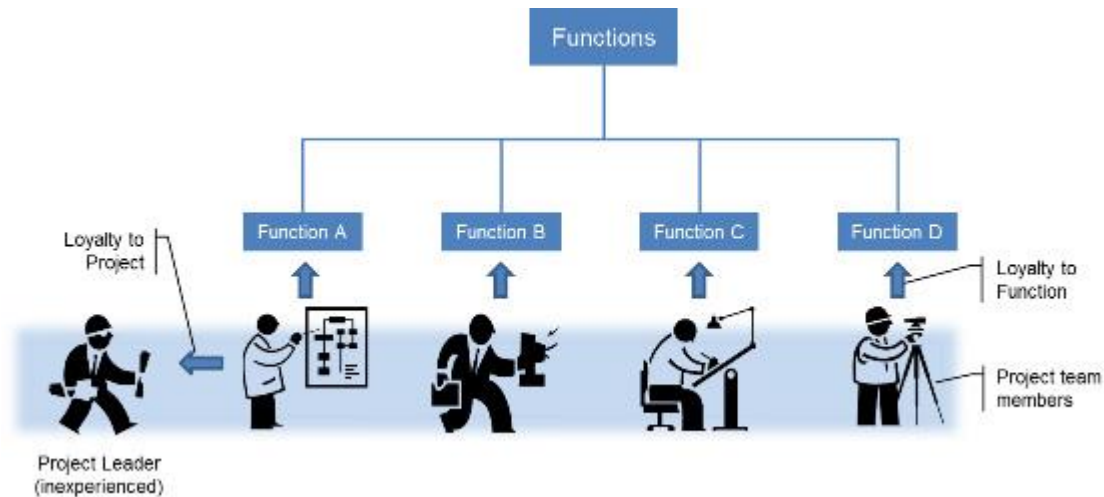 Functions
Function A
Function B
Function C
Function D
Loyalty to
Project
Loyalty to
Function
Project team
members
Project Leader
(inexperienced)